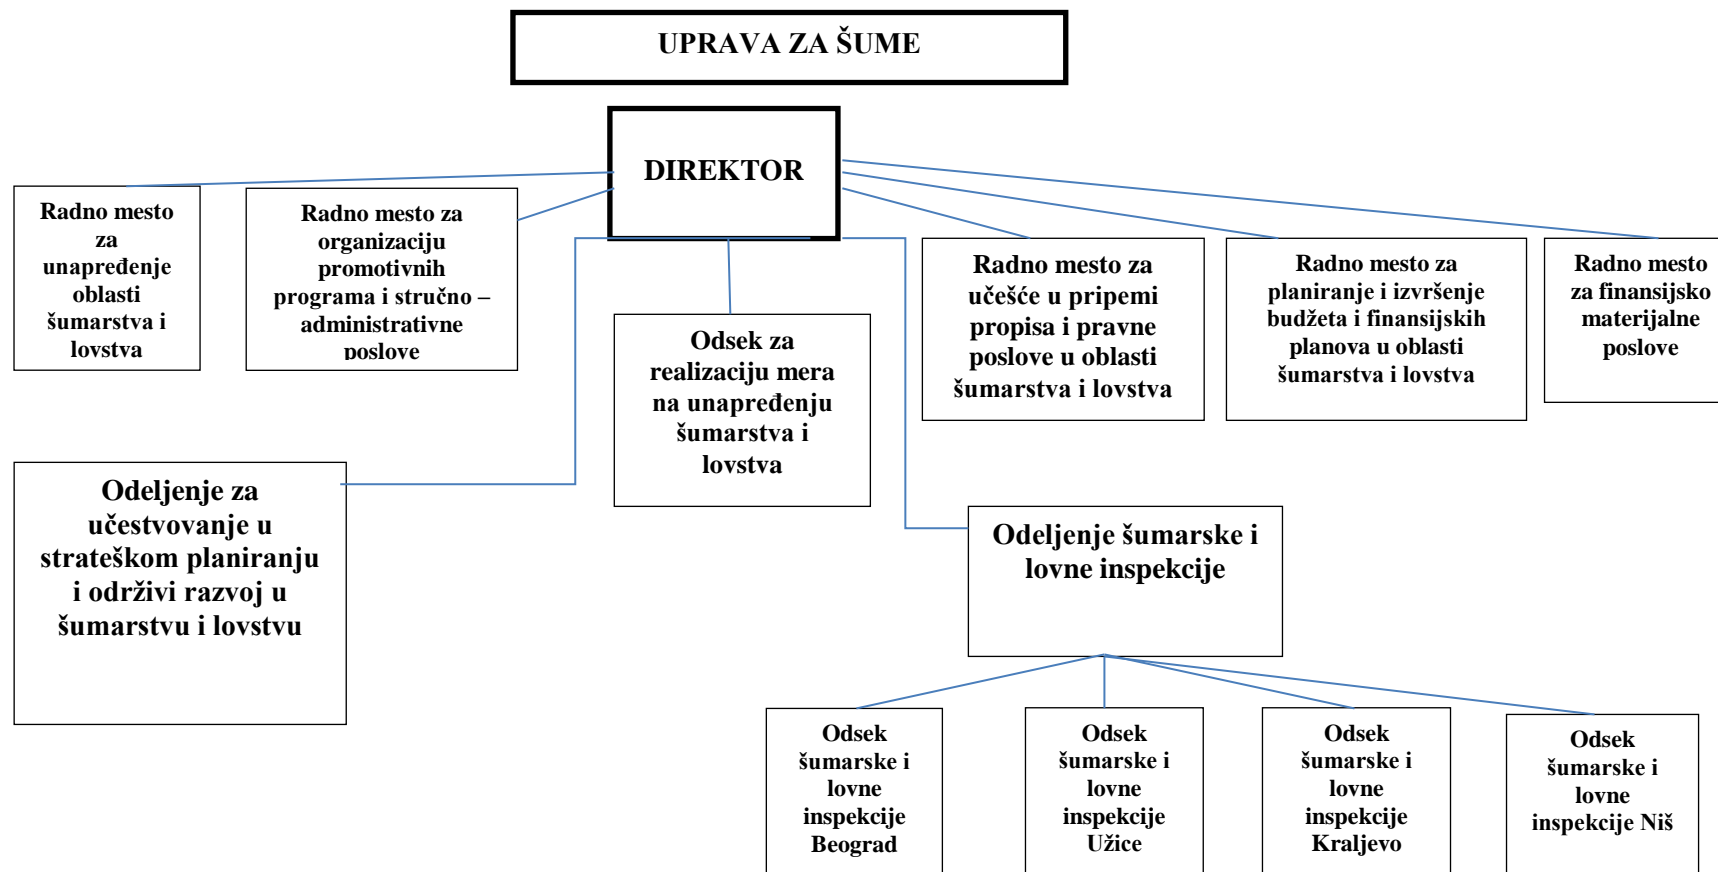 UPRAVA ZA ŠUME
DIREKTOR
Radno mesto
za
unapređenje
oblasti
šumarstva i
lovstva
Radno mesto za
organizaciju
promotivnih
programa i stručno –
administrativne
poslove
Odsek za
realizaciju mera
na unapređenju
šumarstva i
lovstva
Radno mesto za
učešće u pripemi
propisa i pravne
poslove u oblasti
šumarstva i lovstva
Radno mesto za
planiranje i izvršenje
budžeta i finansijskih
planova u oblasti
šumarstva i lovstva
Radno mesto
za finansijsko
materijalne
poslove
Odeljenje za
učestvovanje u
strateškom planiranju
i održivi razvoj u
šumarstvu i lovstvu
Odeljenje šumarske i
lovne inspekcije
Odsek
šumarske i
lovne
inspekcije
Beograd
Odsek
šumarske i
lovne
inspekcije
Užice
Odsek
šumarske i
lovne
inspekcije
Kraljevo
Odsek
šumarske i
lovne
inspekcije Niš